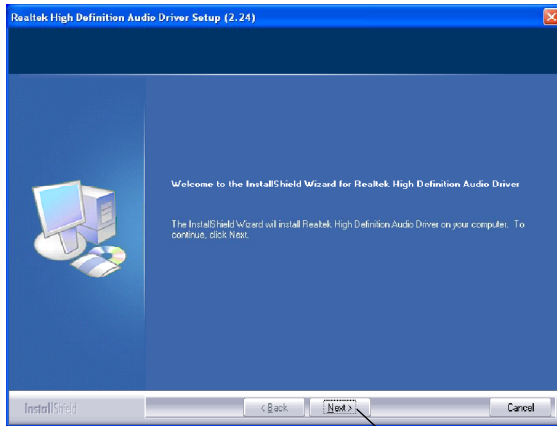 Realtek High Definition Audio Driver Setup (2.24)
Welcome to the InstallShield Wizard for Realtek High Definition Audio Driver
The InstallShield Wizard will install Realtek High Definition Audio Driver on your computer. To
continue, click Next.
InstallShield
< Back
Next >
Cancel